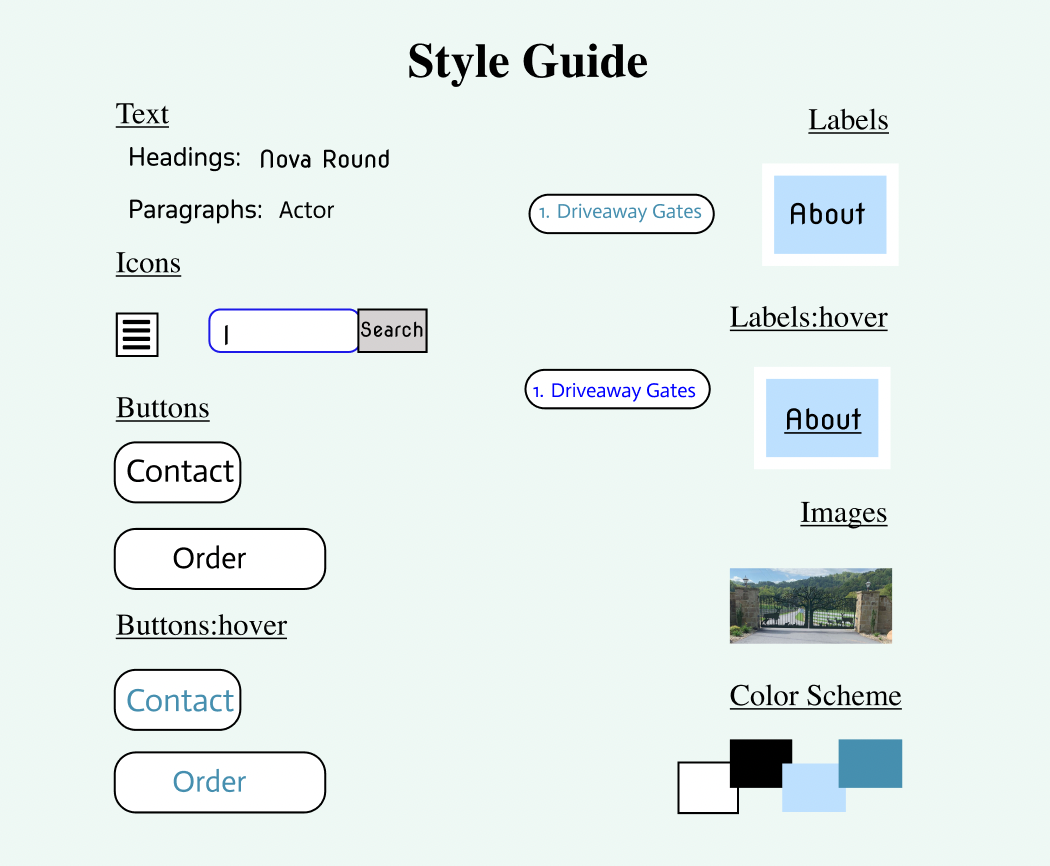 Style Guide
Text
Headings: Nova Round
Paragraphs: Actor
Icons
Search
Buttons
Contact
Order
Buttons:hover
Contact
Order
Labels
1. Driveaway Gates
About
Labels:hover
1. Driveaway Gates
About
Images
Color Scheme